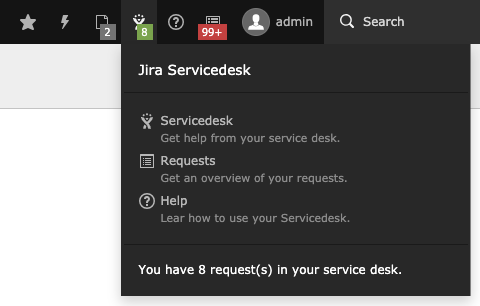 2 8 99+ admin Search
Jira Servicedesk
Servicedesk
Get help from your service desk.
Requests
Get an overview of your requests.
Help
Lear how to use your Servicedesk.
You have 8 request(s) in your service desk.